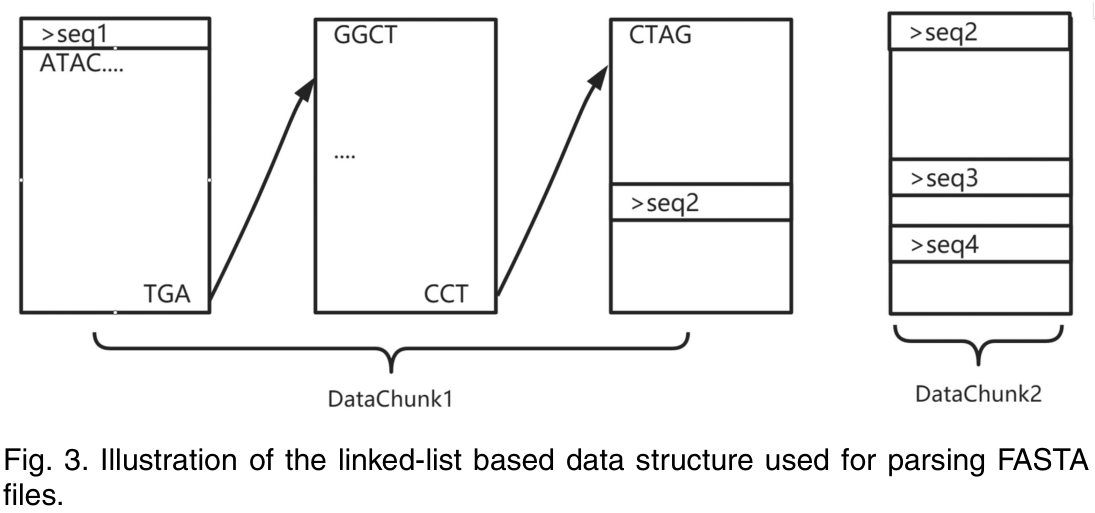 >seq1
ATAC....
TGA
GGCT
....
CCT
CTAG
>seq2
>seq2
>seq3
>seq4
DataChunk1
DataChunk2
Fig. 3. Illustration of the linked-list based data structure used for parsing FASTA
files.